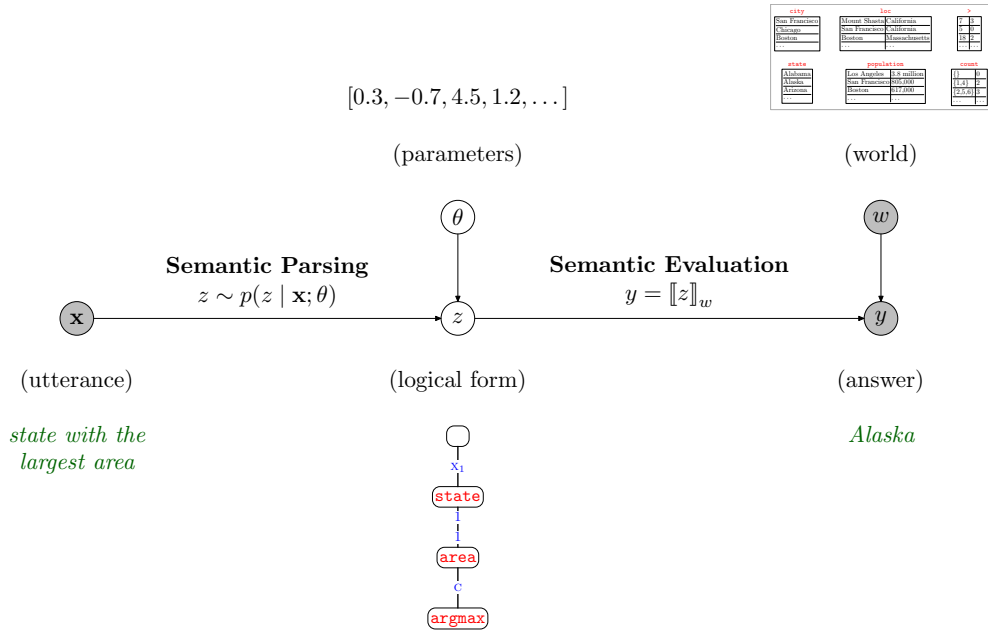 city loc >
San Francisco Mount Shasta California 7 3
Chicago San Francisco California 5 0
Boston Boston Massachusetts 18 2
... ... ... ... ...
state population count
Alabama Los Angeles 3.8 million {} 0
Alaska San Francisco 805,000 {1,4} 2
Arizona Boston 617,000 {2,5,6} 3
... ... ... ... ...
[0.3, −0.7, 4.5, 1.2, . . . ]
(parameters) (world)
θ w
Semantic Parsing Semantic Evaluation
z ∼ p(z | x; θ) y = ⟦z⟧w
x z y
(utterance) (logical form) (answer)
state with the Alaska
largest area
x1
state
1
1
area
c
argmax